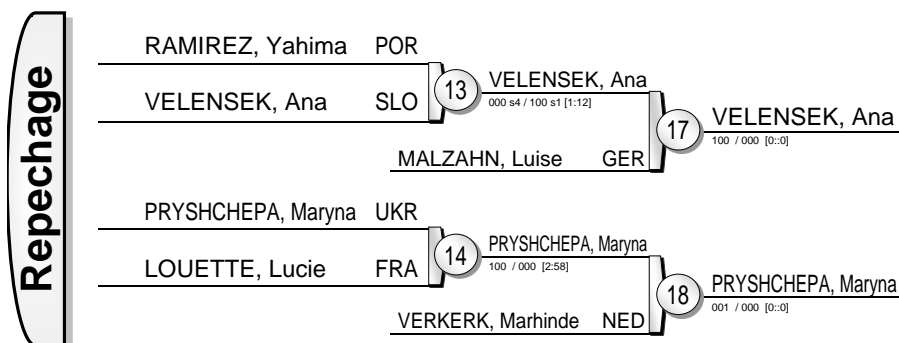 Repechage
RAMIREZ, Yahima POR
VELENSEK, Ana SLO
13
VELENSEK, Ana
000 s4 / 100 s1 [1:12]
MALZAHN, Luise GER
17
VELENSEK, Ana
100 / 000 [0::0]
PRYSHCHEPA, Maryna UKR
LOUETTE, Lucie FRA
14
PRYSHCHEPA, Maryna
100 / 000 [2:58]
VERKERK, Marhinde NED
18
PRYSHCHEPA, Maryna
001 / 000 [0::0]